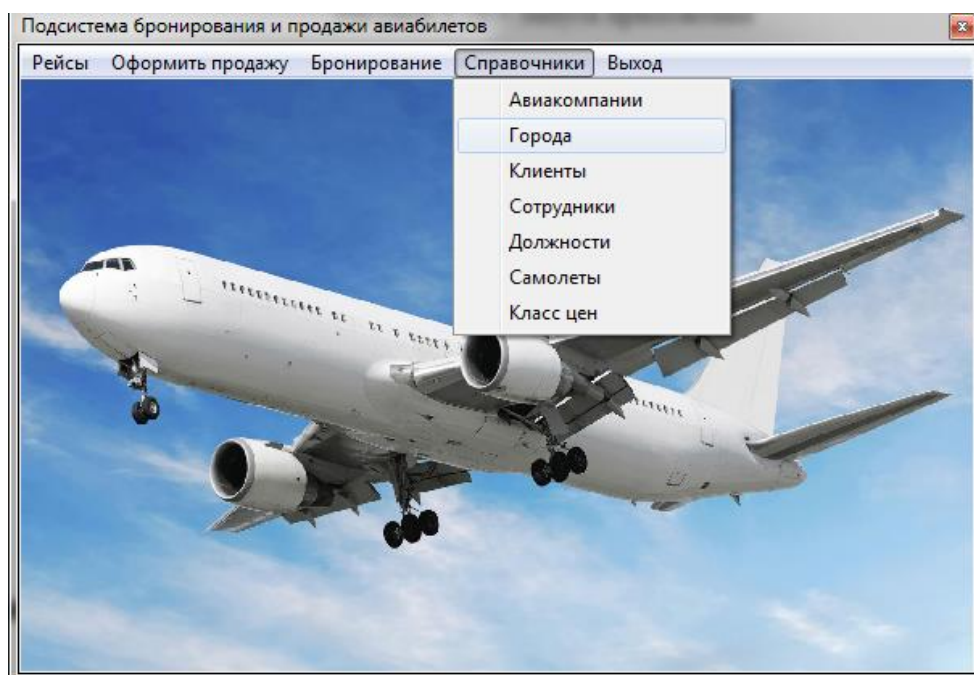 Подсистема бронирования и продажи авиабилетов
Рейсы Оформить продажу Бронирование Справочники Выход
Авиакомпании
Города
Клиенты
Сотрудники
Должности
Самолеты
Класс цен